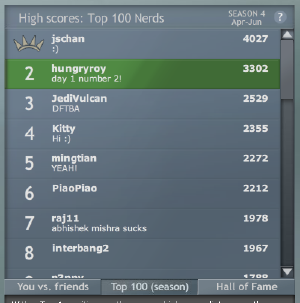 High scores: Top 100 Nerds
SEASON 4
Apr-Jun
?
jschan 4027
:)
2 hungryroy 3302
day 1 number 2!
3 JediVulcan 2529
DFTBA
4 Kitty 2355
Hi :)
5 mingtian 2272
YEAH!
6 PiaoPiao 2212
7 raj11 1978
abhishek mishra sucks
8 interbang2 1967
1788
You vs. friends Top 100 (season) Hall of Fame